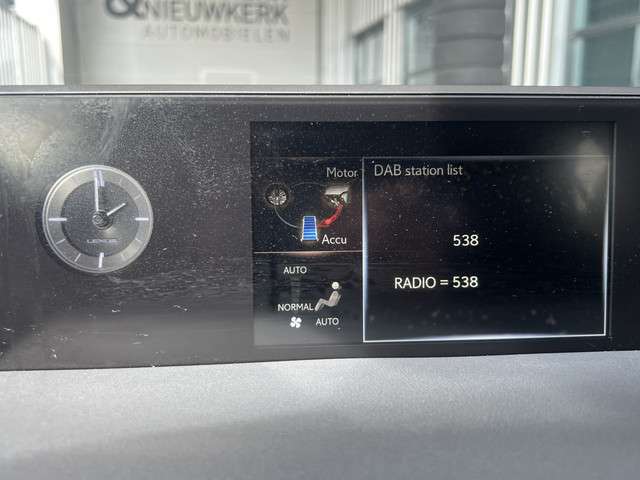 & NIEUWKERK
AUTOMOBIELEN
Motor
Accu
AUTO
NORMAL
AUTO
DAB station list
538
RADIO = 538
LEXUS